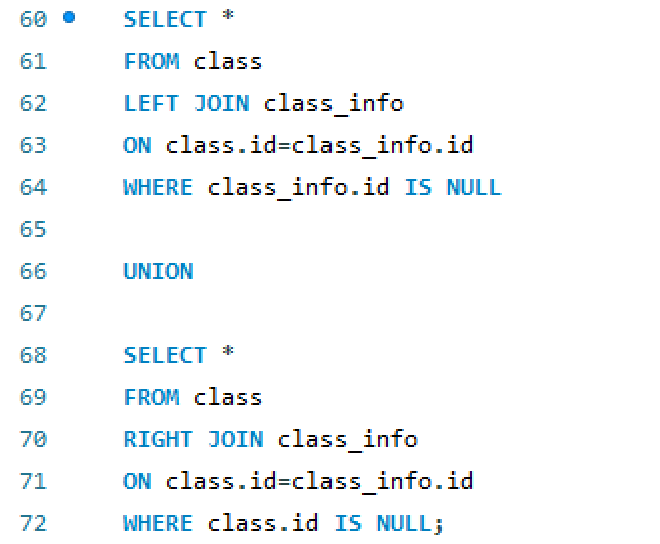 60 SELECT *
61 FROM class
62 LEFT JOIN class_info
63 ON class.id=class_info.id
64 WHERE class_info.id IS NULL
65
66 UNION
67
68 SELECT *
69 FROM class
70 RIGHT JOIN class_info
71 ON class.id=class_info.id
72 WHERE class.id IS NULL;